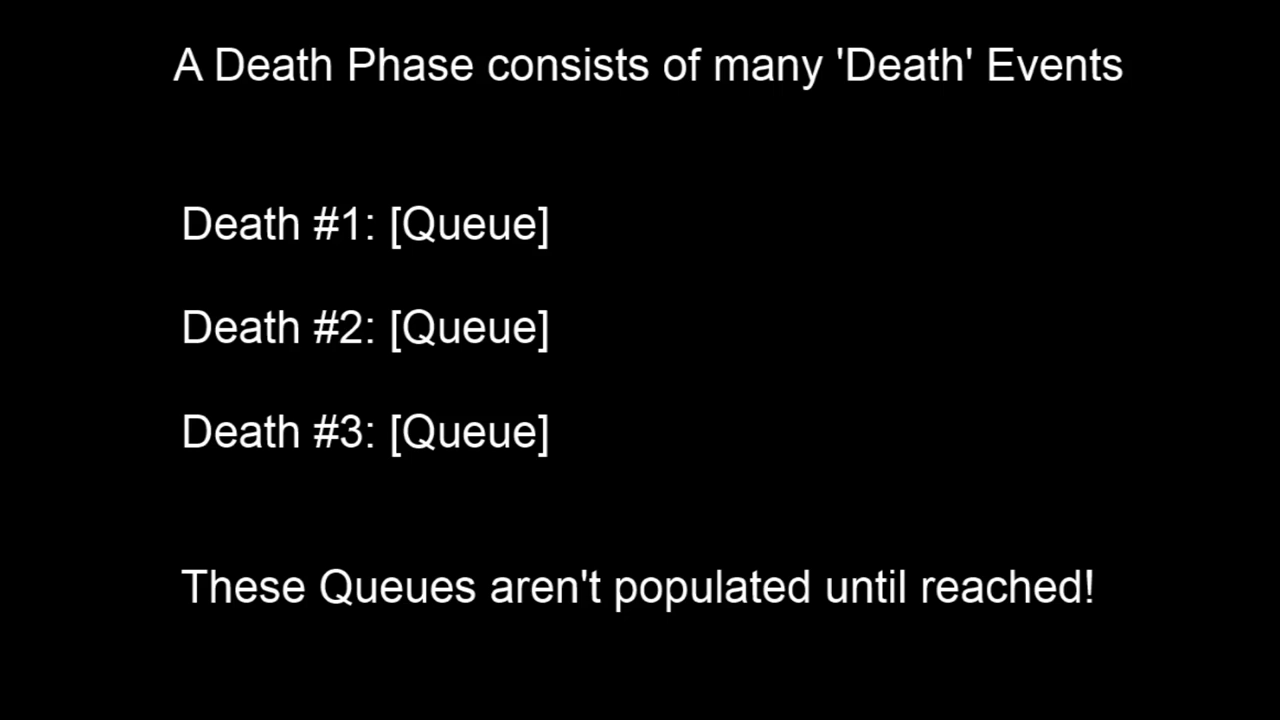 A Death Phase consists of many 'Death' Events
Death #1: [Queue]
Death #2: [Queue]
Death #3: [Queue]
These Queues aren't populated until reached!